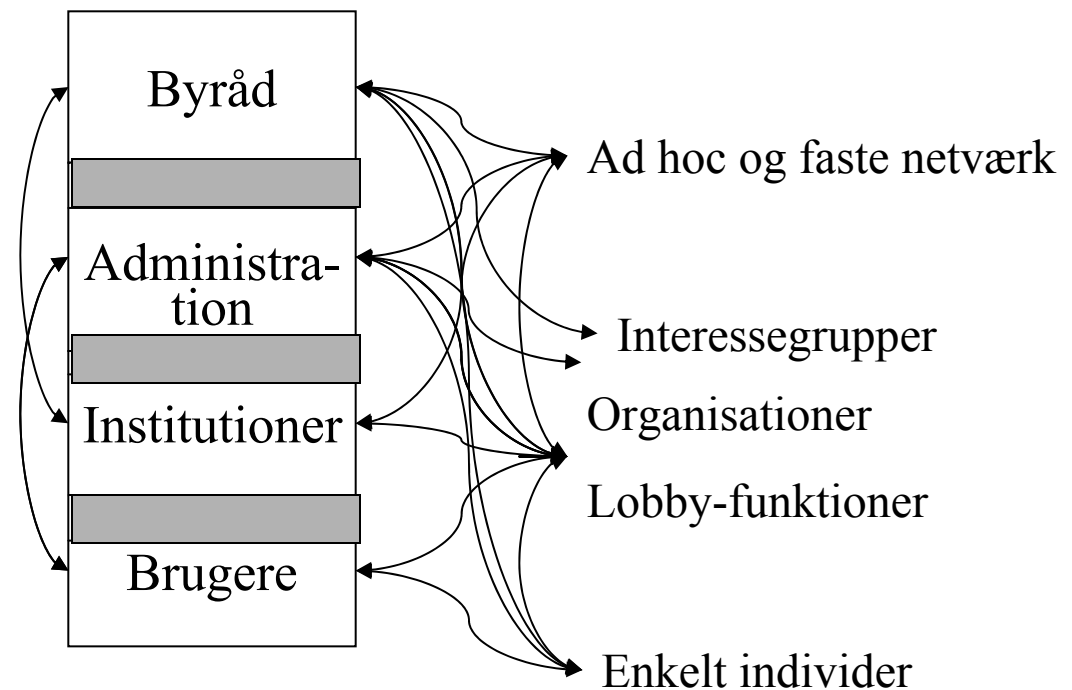 Byråd
Ad hoc og faste netværk
Administra-
tion
Interessegrupper
Institutioner
Organisationer
Lobby-funktioner
Brugere
Enkelt individer